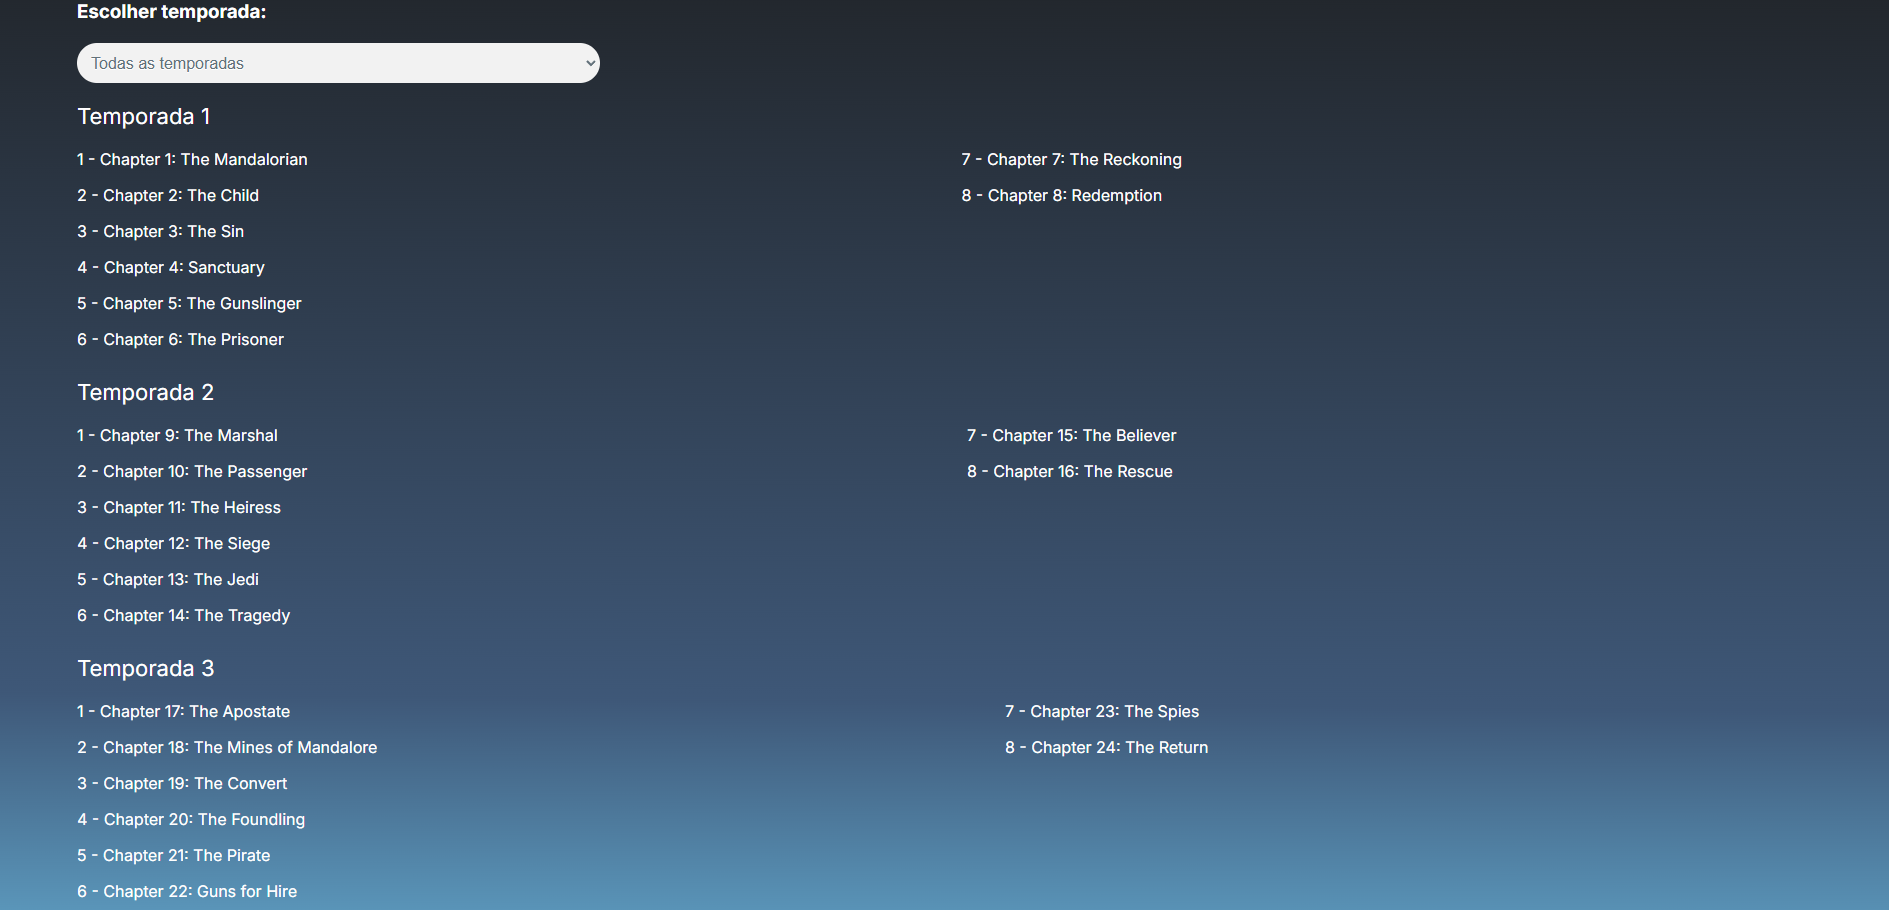 Escolher temporada:
Todas as temporadas
Temporada 1
1 - Chapter 1: The Mandalorian
2 - Chapter 2: The Child
3 - Chapter 3: The Sin
4 - Chapter 4: Sanctuary
5 - Chapter 5: The Gunslinger
6 - Chapter 6: The Prisoner
7 - Chapter 7: The Reckoning
8 - Chapter 8: Redemption
Temporada 2
1 - Chapter 9: The Marshal
2 - Chapter 10: The Passenger
3 - Chapter 11: The Heiress
4 - Chapter 12: The Siege
5 - Chapter 13: The Jedi
6 - Chapter 14: The Tragedy
7 - Chapter 15: The Believer
8 - Chapter 16: The Rescue
Temporada 3
1 - Chapter 17: The Apostate
2 - Chapter 18: The Mines of Mandalore
3 - Chapter 19: The Convert
4 - Chapter 20: The Foundling
5 - Chapter 21: The Pirate
6 - Chapter 22: Guns for Hire
7 - Chapter 23: The Spies
8 - Chapter 24: The Return